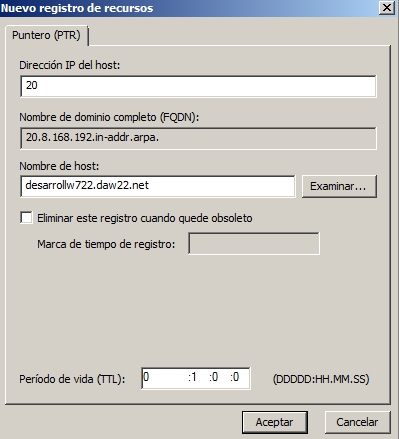 Nuevo registro de recursos
Puntero (PTR)
Dirección IP del host:
20
Nombre de dominio completo (FQDN):
20.8.168.192.in-addr.arpa.
Nombre de host:
desarrollw722.daw22.net
Examinar...
Eliminar este registro cuando quede obsoleto
Marca de tiempo de registro:
Período de vida (TTL): 0 :1 :0 :0 (DDDDD:HH.MM.SS)
Aceptar Cancelar